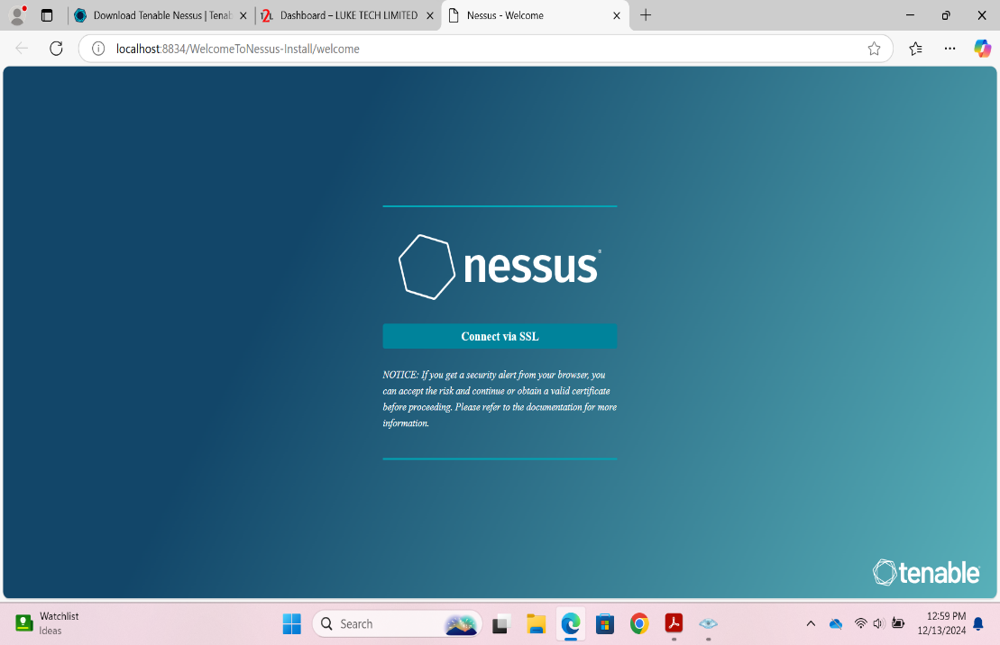 Download Tenable Nessus | Tenab
Dashboard – LUKE TECH LIMITED
Nessus - Welcome
localhost:8834/WelcomeToNessus-Install/welcome
nessus®
Connect via SSL
NOTICE: If you get a security alert from your browser, you
can accept the risk and continue or obtain a valid certificate
before proceeding. Please refer to the documentation for more
information.
tenable
Watchlist
Ideas
Search
12:59 PM
12/13/2024